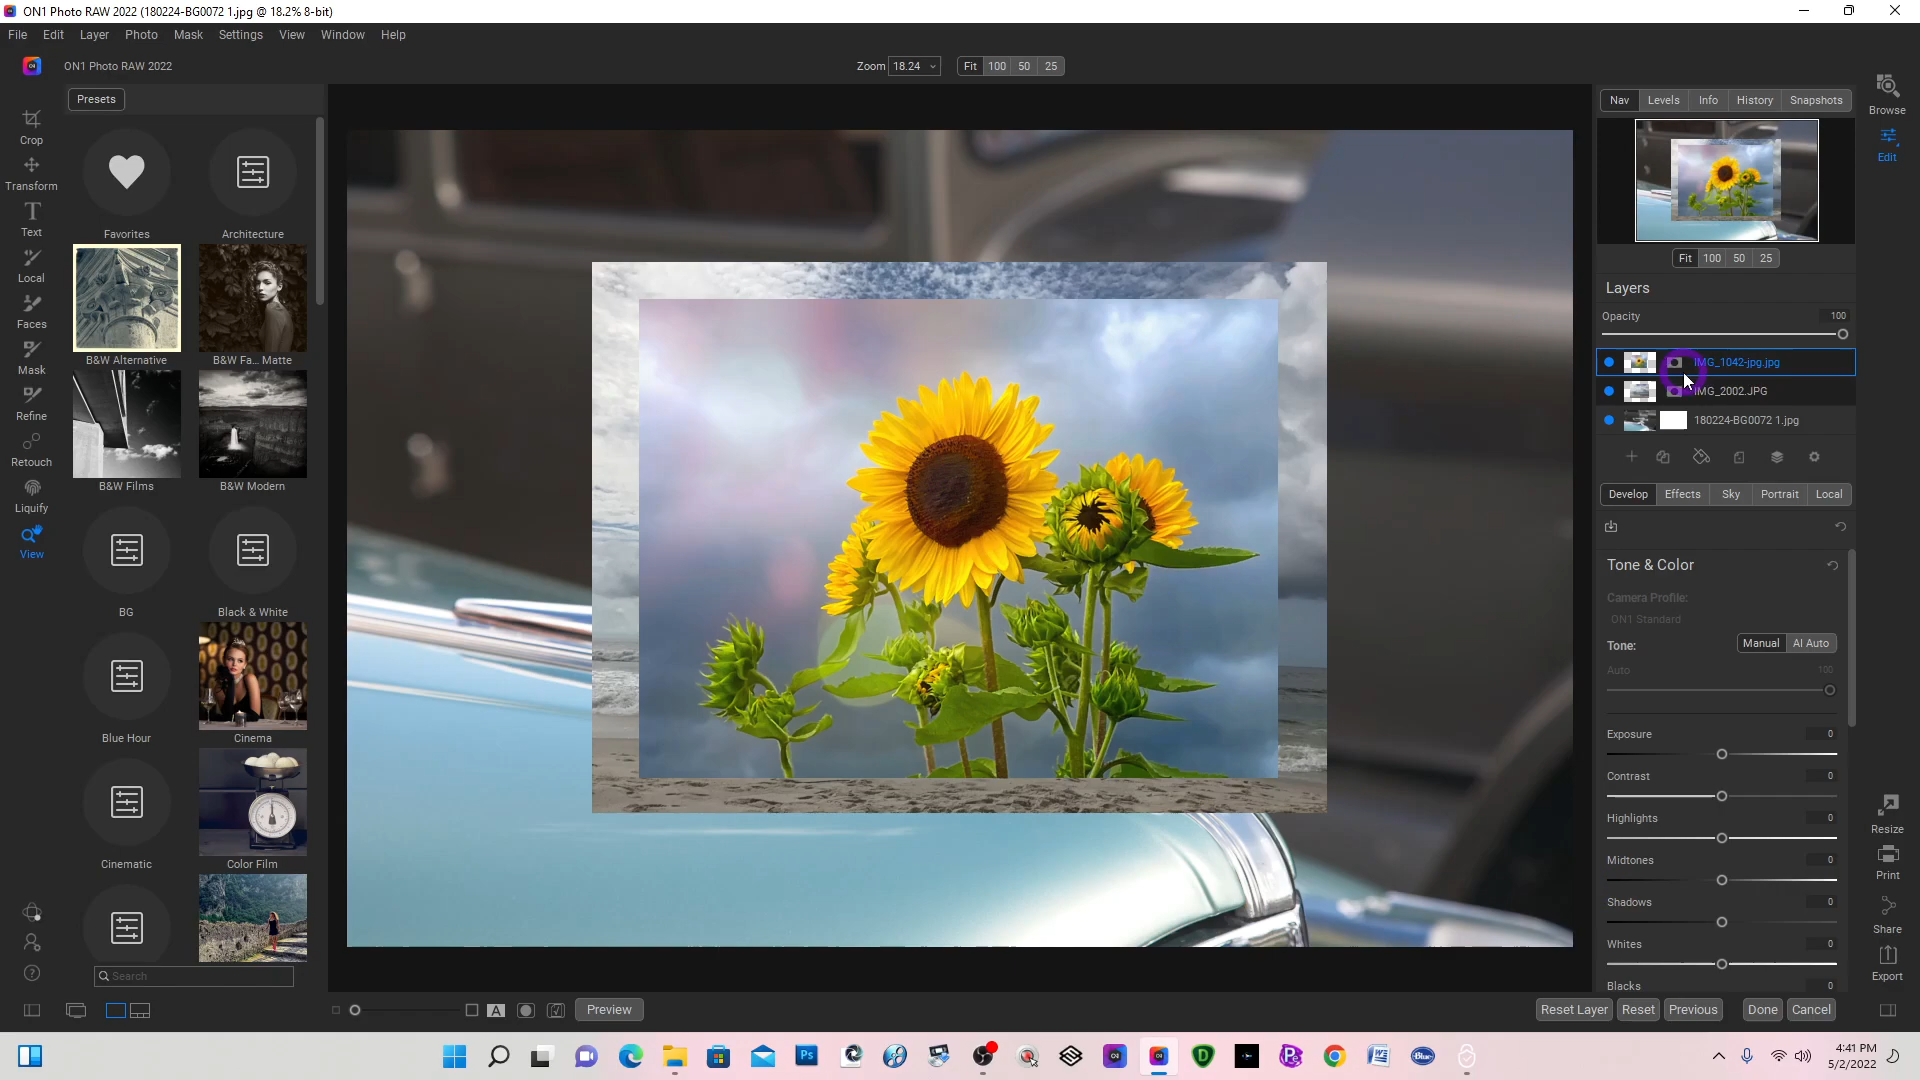 ON1 Photo RAW 2022 (180224-BG0072 1.jpg @ 18.2% 8-bit)
File Edit Layer Photo Mask Settings View Window Help
ON1 Photo RAW 2022
Zoom 18.24 Fit 100 50 25
Presets
Nav Levels Info History Snapshots
Browse
Edit
Crop
Transform
Text
Local
Faces
Mask
Refine
Retouch
Liquify
View
Favorites Architecture
B&W Alternative B&W Fa... Matte
B&W Films B&W Modern
BG Black & White
Blue Hour Cinema
Cinematic Color Film
Search
Fit 100 50 25
Layers
Opacity 100
IMG_1042-jpg.jpg
IMG_2002.JPG
180224-BG0072 1.jpg
Develop Effects Sky Portrait Local
Tone & Color
Camera Profile:
ON1 Standard
Tone: Manual AI Auto
Auto 100
Exposure 0
Contrast 0
Highlights 0
Midtones 0
Shadows 0
Whites 0
Blacks 0
Resize
Print
Share
Export
A Preview
Reset Layer Reset Previous Done Cancel
Ps
4:41 PM
5/2/2022